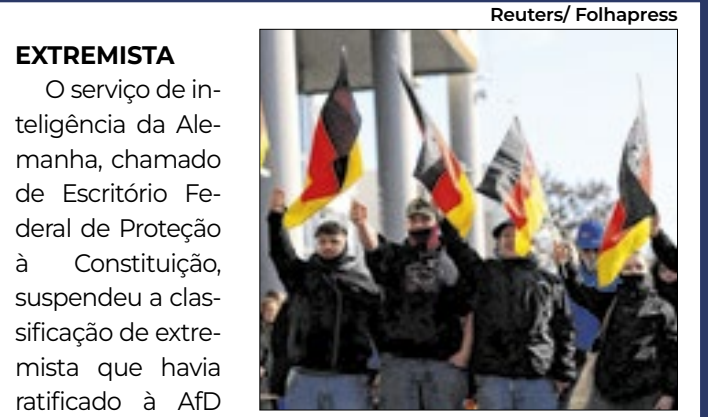 Reuters/ Folhapress
EXTREMISTA
O serviço de in-
teligência da Ale-
manha, chamado
de Escritório Fe-
deral de Proteção
à Constituição,
suspendeu a clas-
sificação de extre-
mista que havia
ratificado à AfD